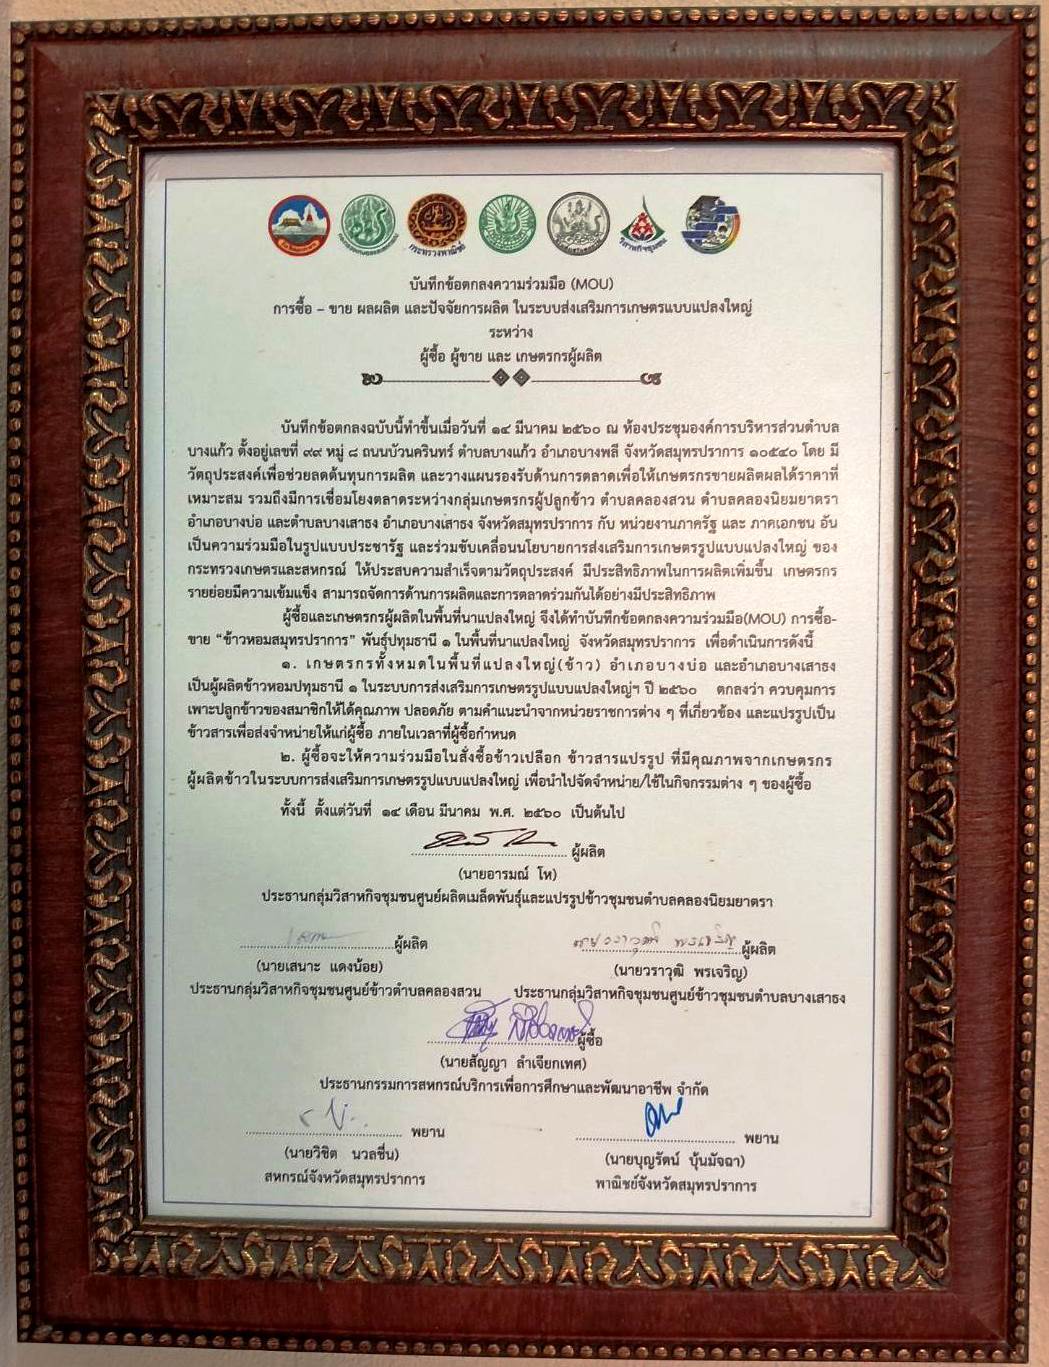 กระทรวงพาณิชย์
วิสาหกิจชุมชน
บันทึกข้อตกลงความร่วมมือ (MOU)
การซื้อ – ขาย ผลผลิต และปัจจัยการผลิต ในระบบส่งเสริมการเกษตรแบบแปลงใหญ่
ระหว่าง
ผู้ซื้อ ผู้ขาย และ เกษตรกรผู้ผลิต
บันทึกข้อตกลงฉบับนี้ทำขึ้นเมื่อวันที่ ๑๔ มีนาคม ๒๕๖๐ ณ ห้องประชุมองค์การบริหารส่วนตำบล
บางแก้ว ตั้งอยู่เลขที่ ๙๙ หมู่ ๘ ถนนบัวนครินทร์ ตำบลบางแก้ว อำเภอบางพลี จังหวัดสมุทรปราการ ๑๐๕๔๐ โดย มี
วัตถุประสงค์เพื่อช่วยลดต้นทุนการผลิต และวางแผนรองรับด้านการตลาดเพื่อให้เกษตรกรขายผลิตผลได้ราคาที่
เหมาะสม รวมถึงมีการเชื่อมโยงตลาดระหว่างกลุ่มเกษตรกรผู้ปลูกข้าว ตำบลคลองสวน ตำบลคลองนิยมยาตรา
อำเภอบางบ่อ และตำบลบางเสาธง อำเภอบางเสาธง จังหวัดสมุทรปราการ กับ หน่วยงานภาครัฐ และ ภาคเอกชน อัน
เป็นความร่วมมือในรูปแบบประชารัฐ และร่วมขับเคลื่อนนโยบายการส่งเสริมการเกษตรรูปแบบแปลงใหญ่ ของ
กระทรวงเกษตรและสหกรณ์ ให้ประสบความสำเร็จตามวัตถุประสงค์ มีประสิทธิภาพในการผลิตเพิ่มขึ้น เกษตรกร
รายย่อยมีความเข้มแข็ง สามารถจัดการด้านการผลิตและการตลาดร่วมกันได้อย่างมีประสิทธิภาพ
ผู้ซื้อและเกษตรกรผู้ผลิตในพื้นที่นาแปลงใหญ่ จึงได้ทำบันทึกข้อตกลงความร่วมมือ(MOU) การซื้อ-
ขาย “ข้าวหอมสมุทรปราการ” พันธุ์ปทุมธานี ๑ ในพื้นที่นาแปลงใหญ่ จังหวัดสมุทรปราการ เพื่อดำเนินการดังนี้
๑. เกษตรกรทั้งหมดในพื้นที่แปลงใหญ่(ข้าว) อำเภอบางบ่อ และอำเภอบางเสาธง
เป็นผู้ผลิตข้าวหอมปทุมธานี ๑ ในระบบการส่งเสริมการเกษตรรูปแบบแปลงใหญ่ฯ ปี ๒๕๖๐ ตกลงว่า ควบคุมการ
เพาะปลูกข้าวของสมาชิกให้ได้คุณภาพ ปลอดภัย ตามคำแนะนำจากหน่วยราชการต่าง ๆ ที่เกี่ยวข้อง และแปรรูปเป็น
ข้าวสารเพื่อส่งจำหน่ายให้แก่ผู้ซื้อ ภายในเวลาที่ผู้ซื้อกำหนด
๒. ผู้ซื้อจะให้ความร่วมมือในสั่งซื้อข้าวเปลือก ข้าวสารแปรรูป ที่มีคุณภาพจากเกษตรกร
ผู้ผลิตข้าวในระบบการส่งเสริมการเกษตรรูปแบบแปลงใหญ่ เพื่อนำไปจัดจำหน่าย/ใช้ในกิจกรรมต่าง ๆ ของผู้ซื้อ
ทั้งนี้ ตั้งแต่วันที่ ๑๔ เดือน มีนาคม พ.ศ. ๒๕๖๐ เป็นต้นไป
ผู้ผลิต
(นายอารมณ์ โห)
ประธานกลุ่มวิสาหกิจชุมชนศูนย์ผลิตเมล็ดพันธุ์และแปรรูปข้าวชุมชนตำบลคลองนิยมยาตรา
ผู้ผลิต
(นายเสนาะ แดงน้อย)
ประธานกลุ่มวิสาหกิจชุมชนศูนย์ข้าวตำบลคลองสวน
นายวราวุฒิ พรเจริญ ผู้ผลิต
(นายวราวุฒิ พรเจริญ)
ประธานกลุ่มวิสาหกิจชุมชนศูนย์ข้าวชุมชนตำบลบางเสาธง
ผู้ซื้อ
(นายสัญญา ลำเจียกเทศ)
ประธานกรรมการสหกรณ์บริการเพื่อการศึกษาและพัฒนาอาชีพ จำกัด
พยาน
(นายวิชิต นวลชื่น)
สหกรณ์จังหวัดสมุทรปราการ
พยาน
(นายบุญรัตน์ บุ้นมัจฉา)
พาณิชย์จังหวัดสมุทรปราการ